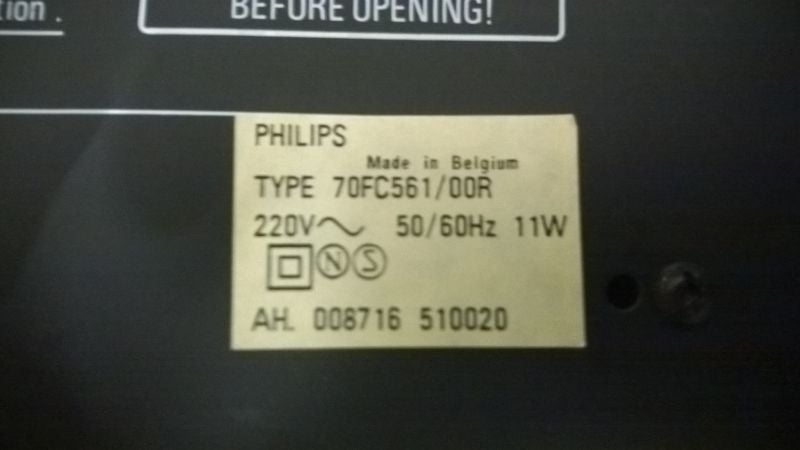 tion.
BEFORE OPENING!
PHILIPS
Made in Belgium
TYPE 70FC561/00R
220V~ 50/60Hz 11W
N S
AH. 008716 510020